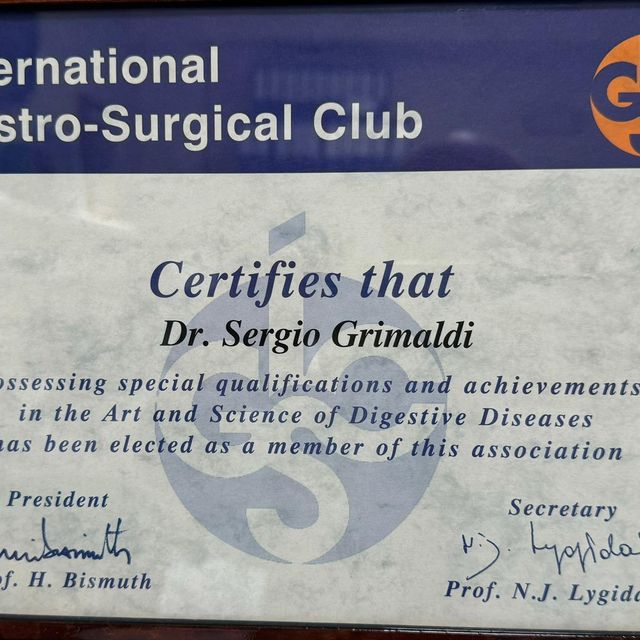 ernational
stro-Surgical Club
G
Certifies that
Dr. Sergio Grimaldi
ossessing special qualifications and achievements
in the Art and Science of Digestive Diseases
has been elected as a member of this association
President
Secretary
of. H. Bismuth
Prof. N.J. Lygida